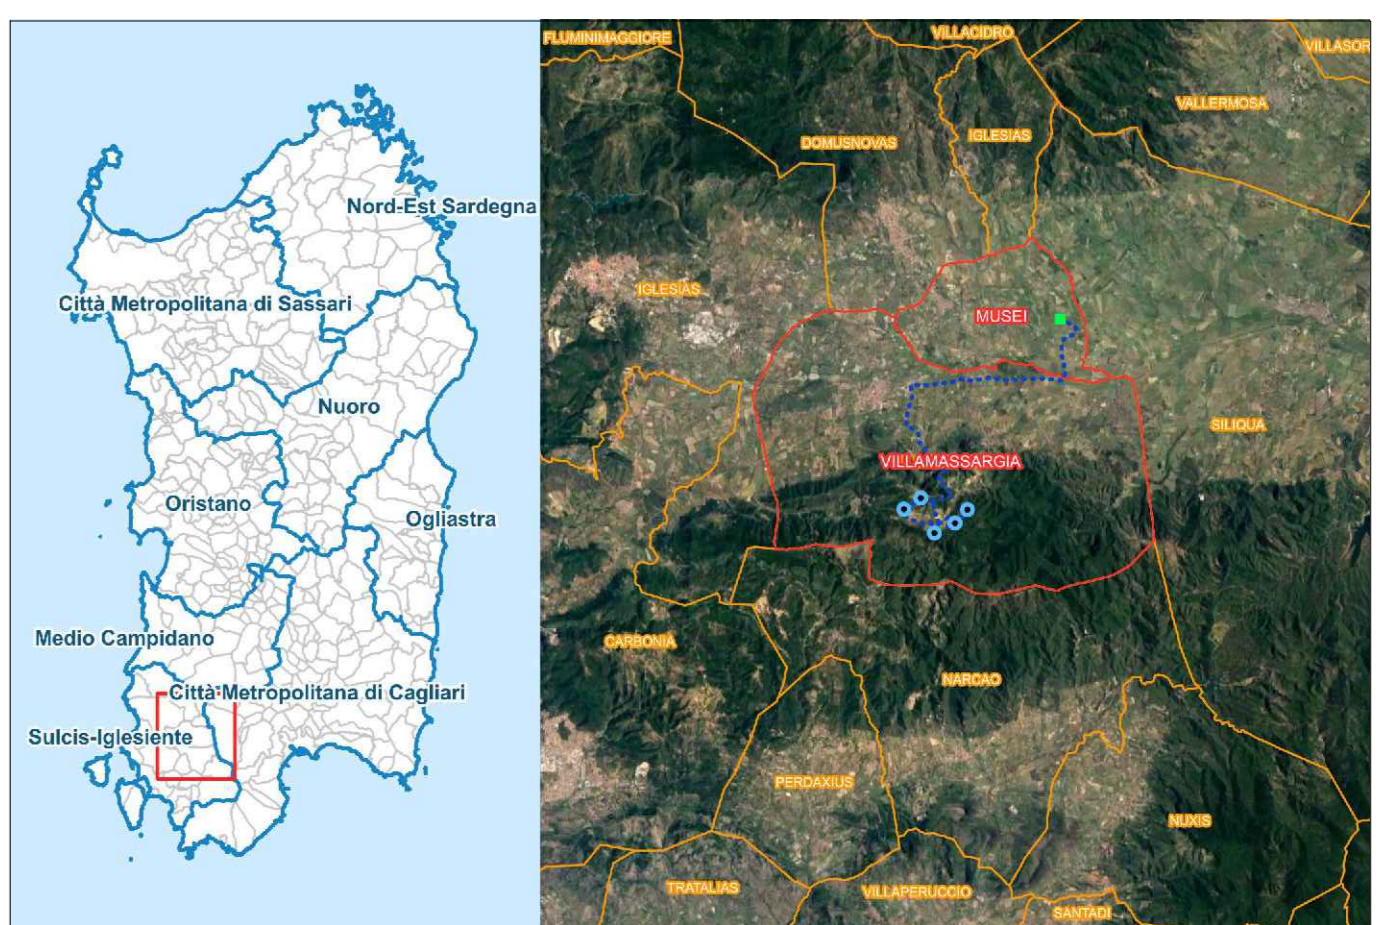 Nord-Est Sardegna
Città Metropolitana di Sassari
Nuoro
Oristano
Ogliastra
Medio Campidano
Città Metropolitana di Cagliari
Sulcis-Iglesiente
FLUMINIMAGGIORE
VILLACIDRO
VILLASOR
VALLERMOSA
DOMUSNOVAS
IGLESIAS
IGLESIAS
MUSEI
SILIQUA
VILLAMASSARGIA
CARBONIA
NARCAO
PERDAXIUS
NUXIS
TRATALIAS
VILLAPERUCCIO
SANTADI